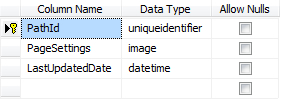 Column Name Data Type Allow Nulls
PathId uniqueidentifier
PageSettings image
LastUpdatedDate datetime